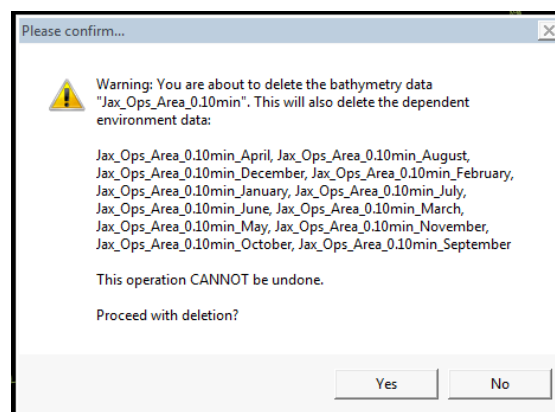 Please confirm...
Warning: You are about to delete the bathymetry data
"Jax_Ops_Area_0.10min". This will also delete the dependent
environment data:
Jax_Ops_Area_0.10min_April, Jax_Ops_Area_0.10min_August,
Jax_Ops_Area_0.10min_December, Jax_Ops_Area_0.10min_February,
Jax_Ops_Area_0.10min_January, Jax_Ops_Area_0.10min_July,
Jax_Ops_Area_0.10min_June, Jax_Ops_Area_0.10min_March,
Jax_Ops_Area_0.10min_May, Jax_Ops_Area_0.10min_November,
Jax_Ops_Area_0.10min_October, Jax_Ops_Area_0.10min_September
This operation CANNOT be undone.
Proceed with deletion?
Yes No